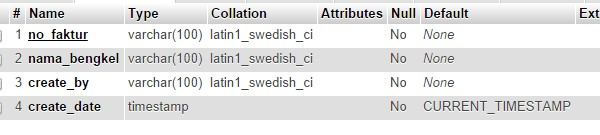 # Name Type Collation Attributes Null Default Ext
1 no_faktur varchar(100) latin1_swedish_ci No None
2 nama_bengkel varchar(100) latin1_swedish_ci No None
3 create_by varchar(100) latin1_swedish_ci No None
4 create_date timestamp No CURRENT_TIMESTAMP